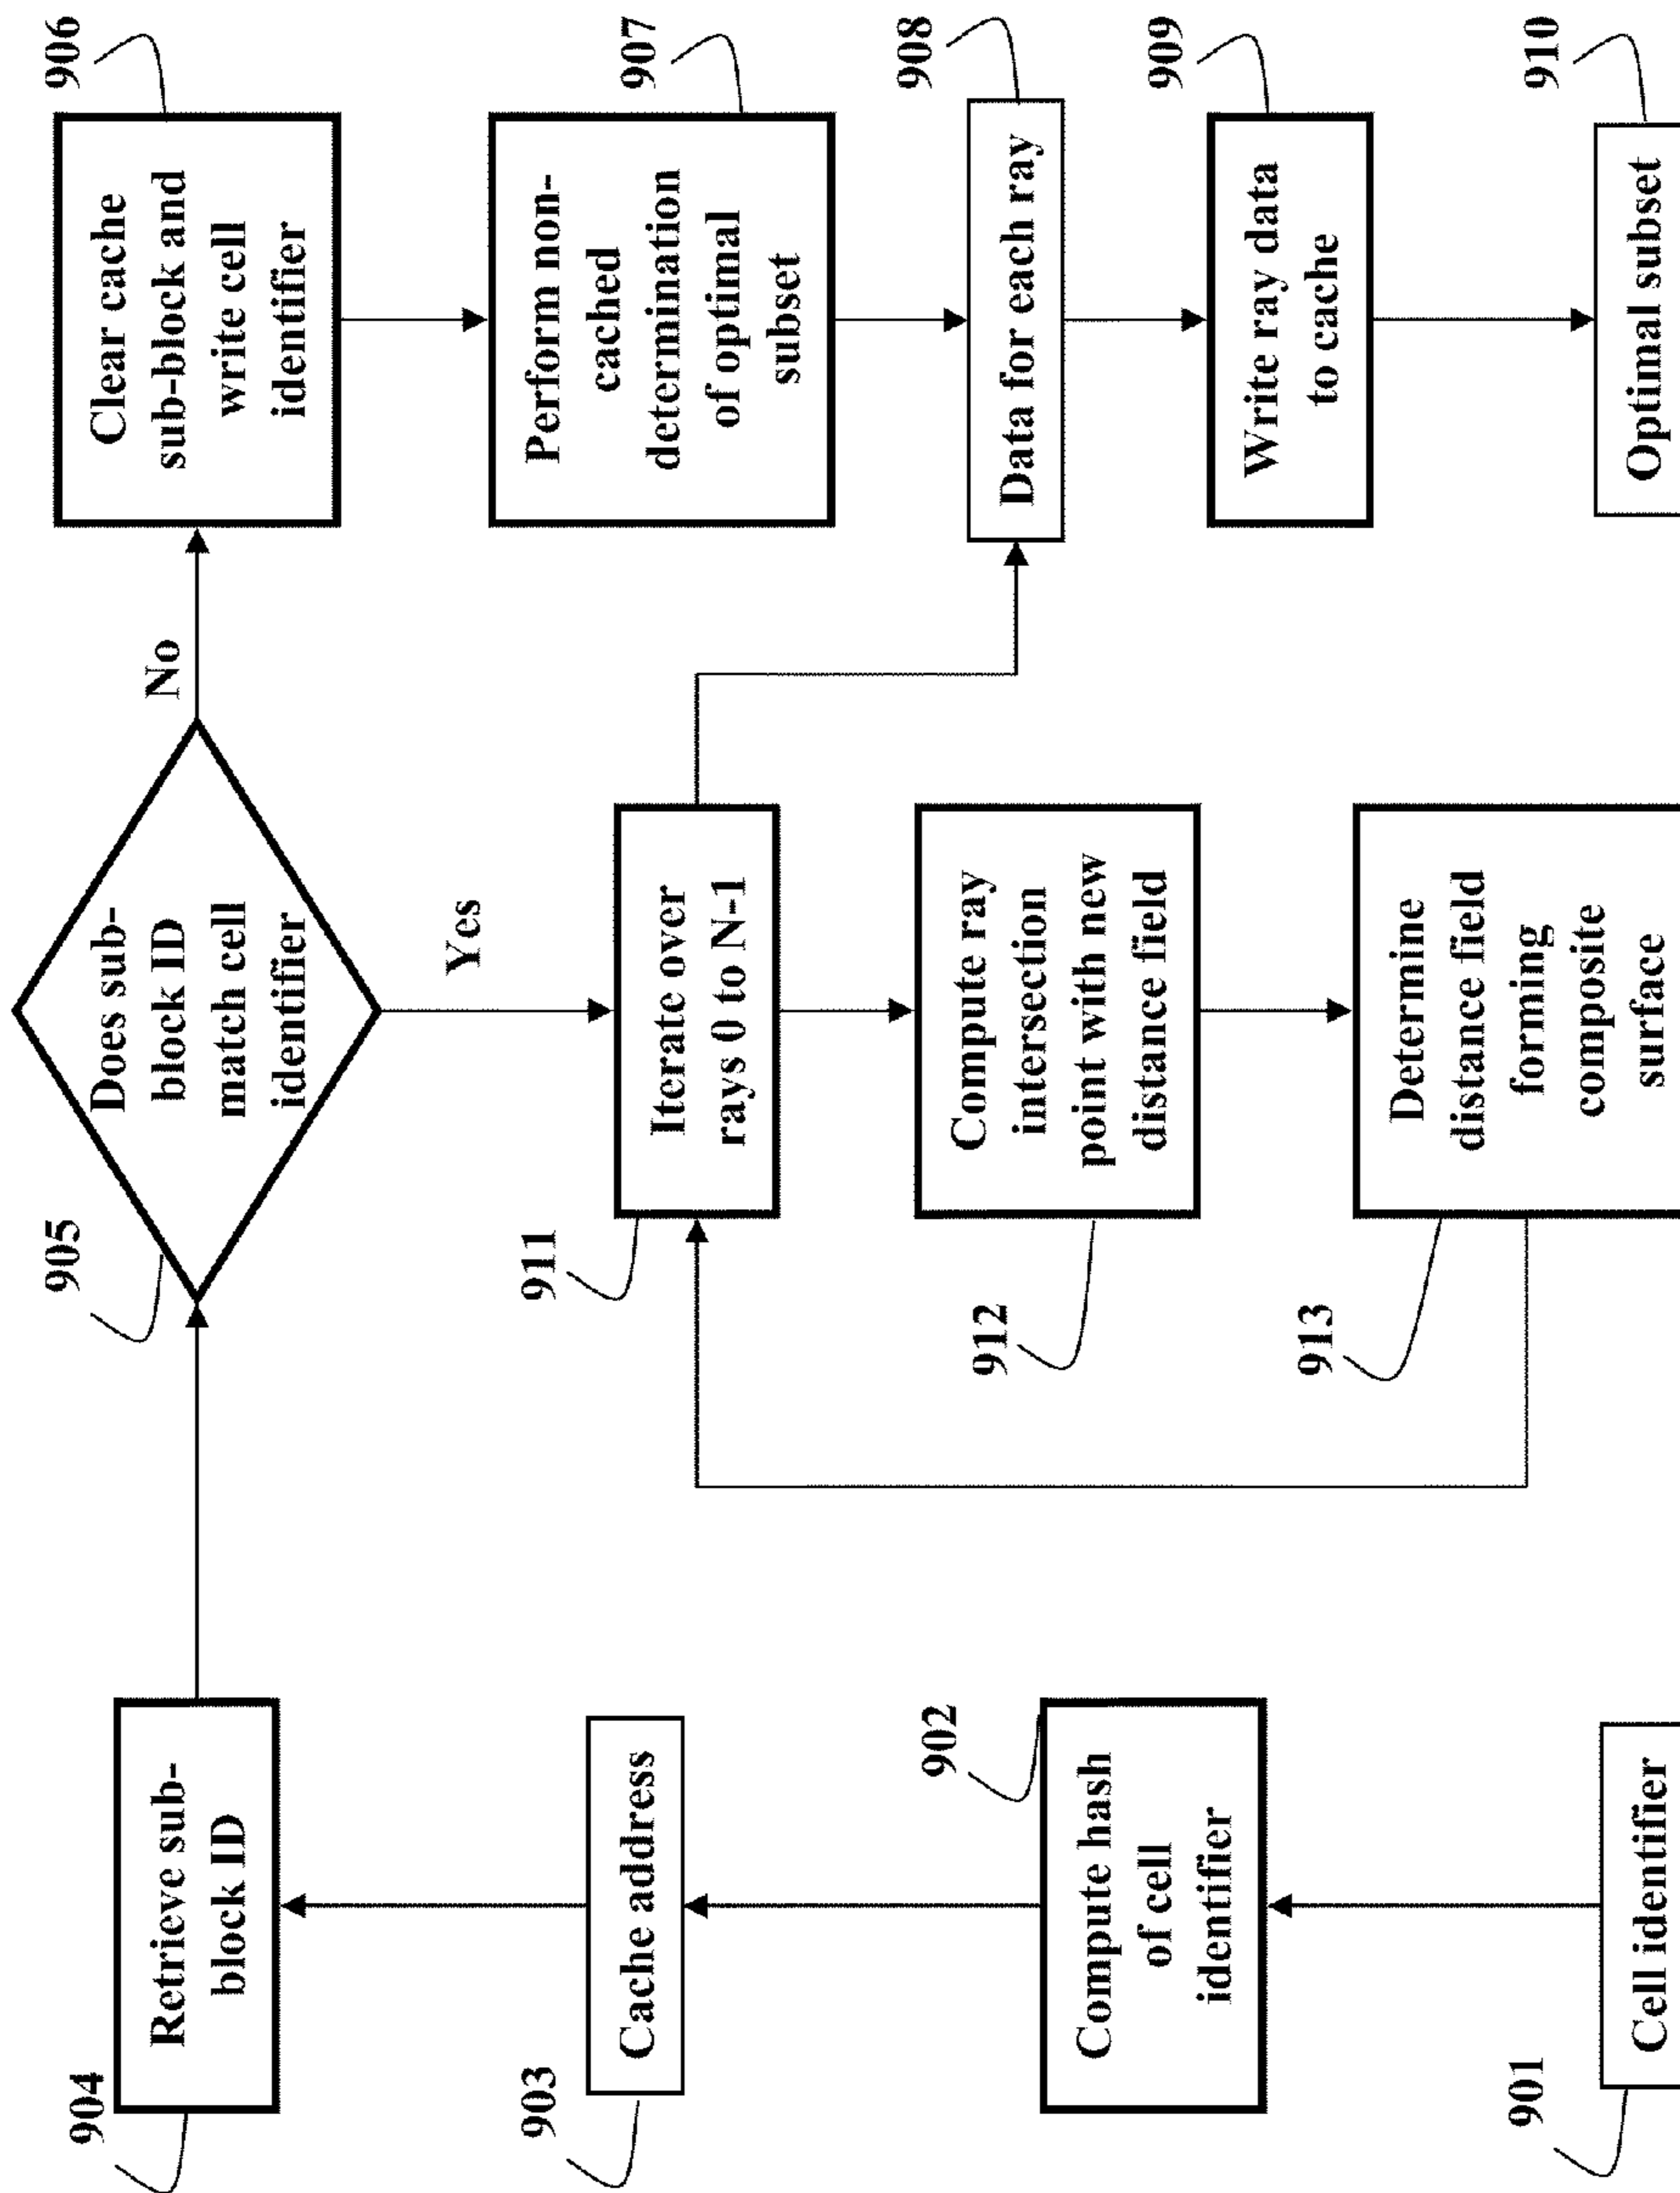 904
Retrieve sub-
block ID
903
Cache address
902
Compute hash
of cell
identifier
901
Cell identifier
905
Does sub-
block ID
match cell
identifier
No
Yes
911
Iterate over
rays 0 to N-1
912
Compute ray
intersection
point with new
distance field
913
Determine
distance field
forming
composite
surface
906
Clear cache
sub-block and
write cell
identifier
907
Perform non-
cached
determination
of optimal
subset
908
Data for each ray
909
Write ray data
to cache
910
Optimal subset